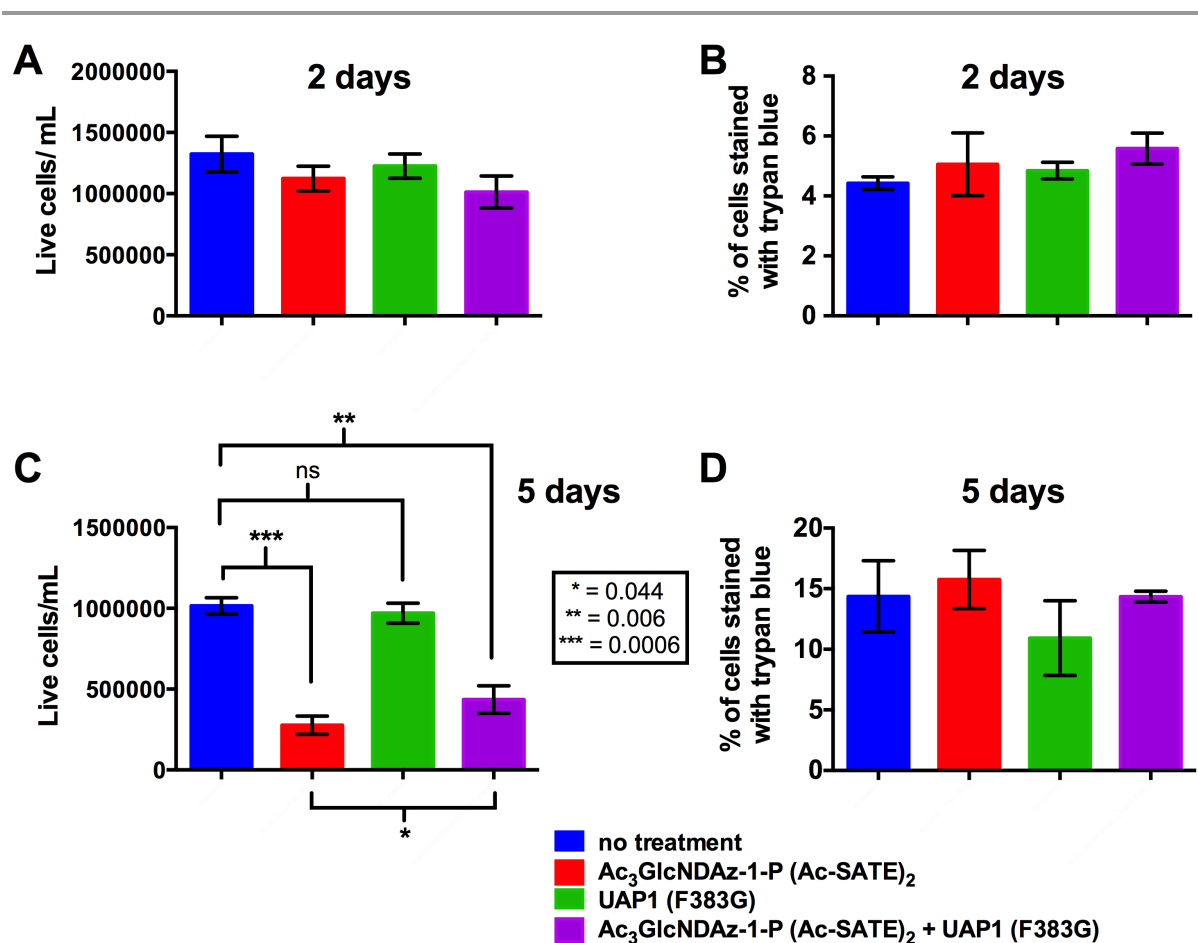 A
2 days
Live cells/ mL
2000000
1500000
1000000
500000
0
B
2 days
% of cells stained
with trypan blue
8
6
4
2
0
C
5 days
Live cells/mL
1500000
1000000
500000
0
**
ns
***
*
* = 0.044
** = 0.006
*** = 0.0006
D
5 days
% of cells stained
with trypan blue
20
15
10
5
0
no treatment
Ac₃GlcNDAz-1-P (Ac-SATE)₂
UAP1 (F383G)
Ac₃GlcNDAz-1-P (Ac-SATE)₂ + UAP1 (F383G)